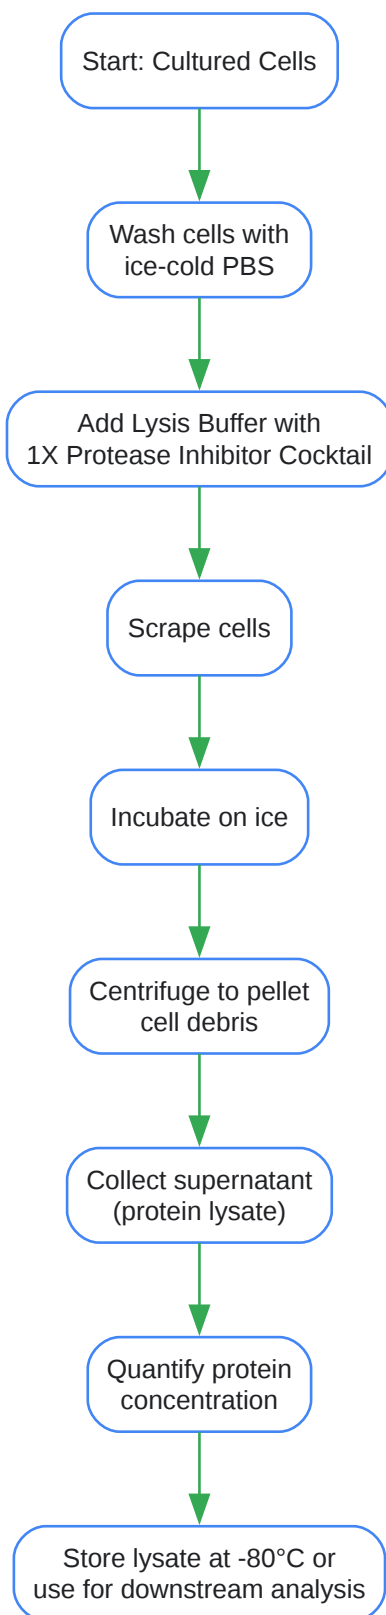 Start: Cultured Cells
Wash cells with
ice-cold PBS
Add Lysis Buffer with
1X Protease Inhibitor Cocktail
Scrape cells
Incubate on ice
Centrifuge to pellet
cell debris
Collect supernatant
(protein lysate)
Quantify protein
concentration
Store lysate at -80°C or
use for downstream analysis